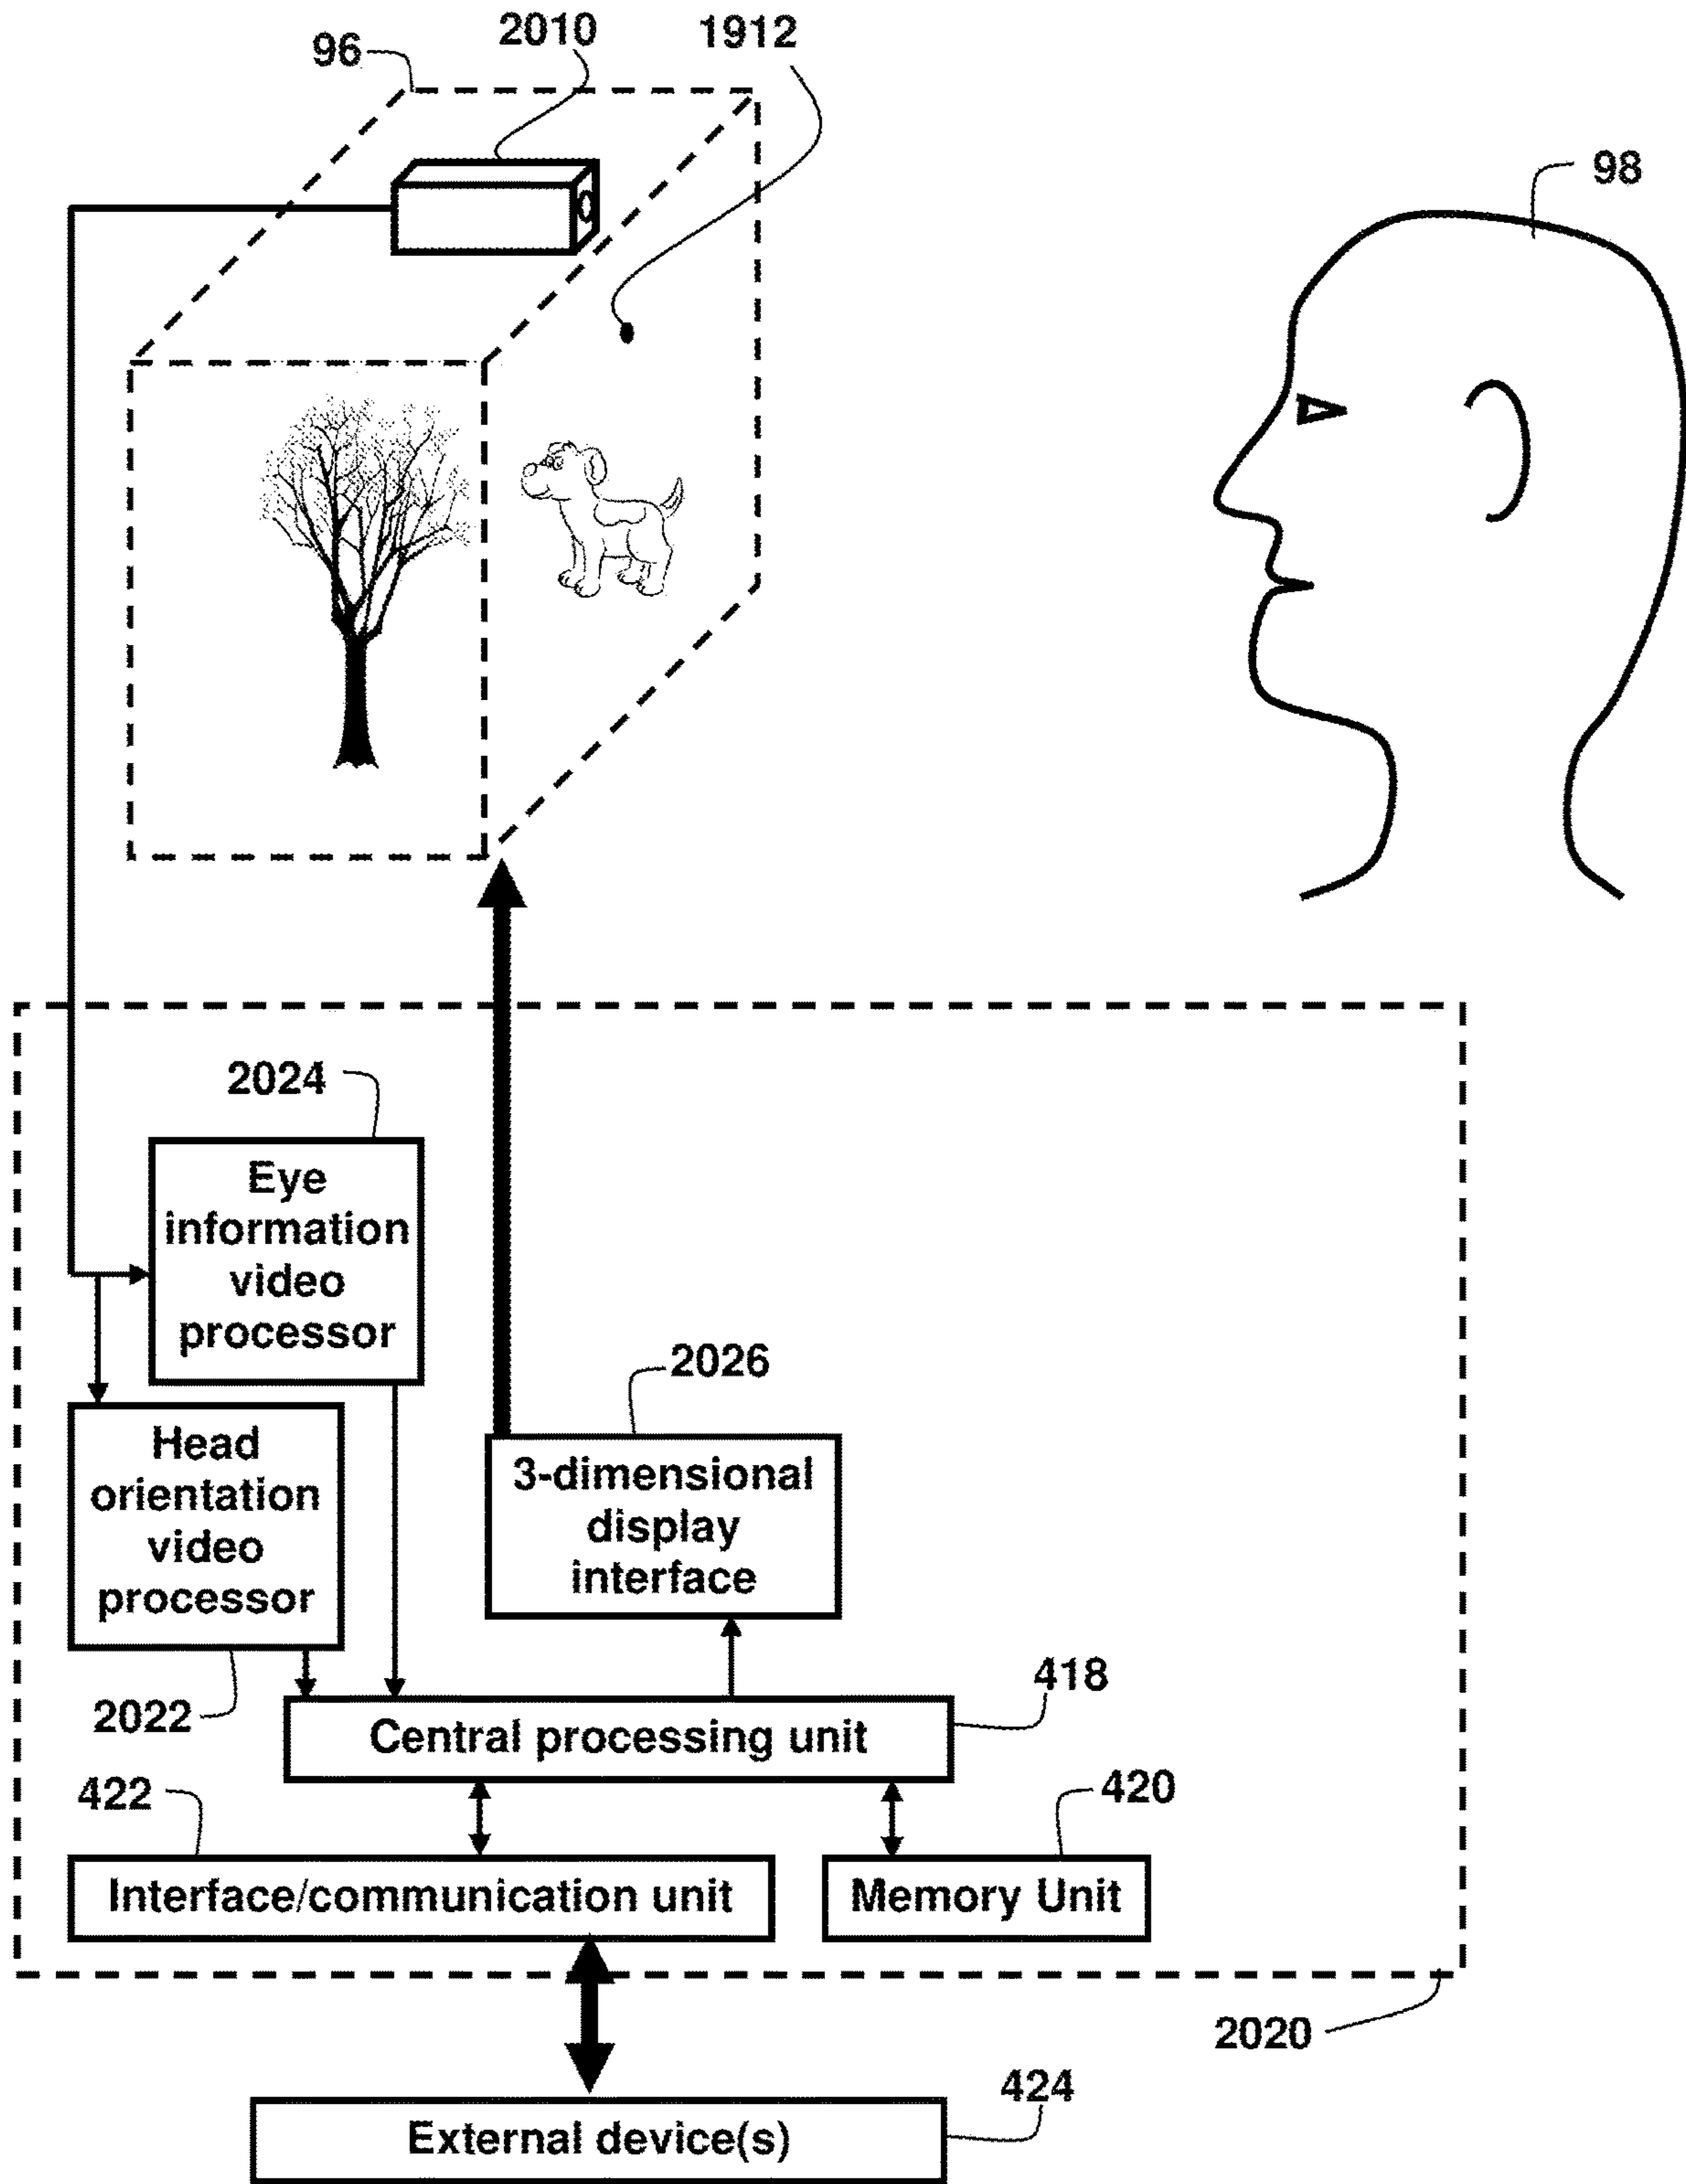 96
2010
1912
98
2024
Eye
information
video
processor
2026
Head
orientation
video
processor
3-dimensional
display
interface
418
2022
Central processing unit
422
420
Interface/communication unit
Memory Unit
2020
424
External device(s)